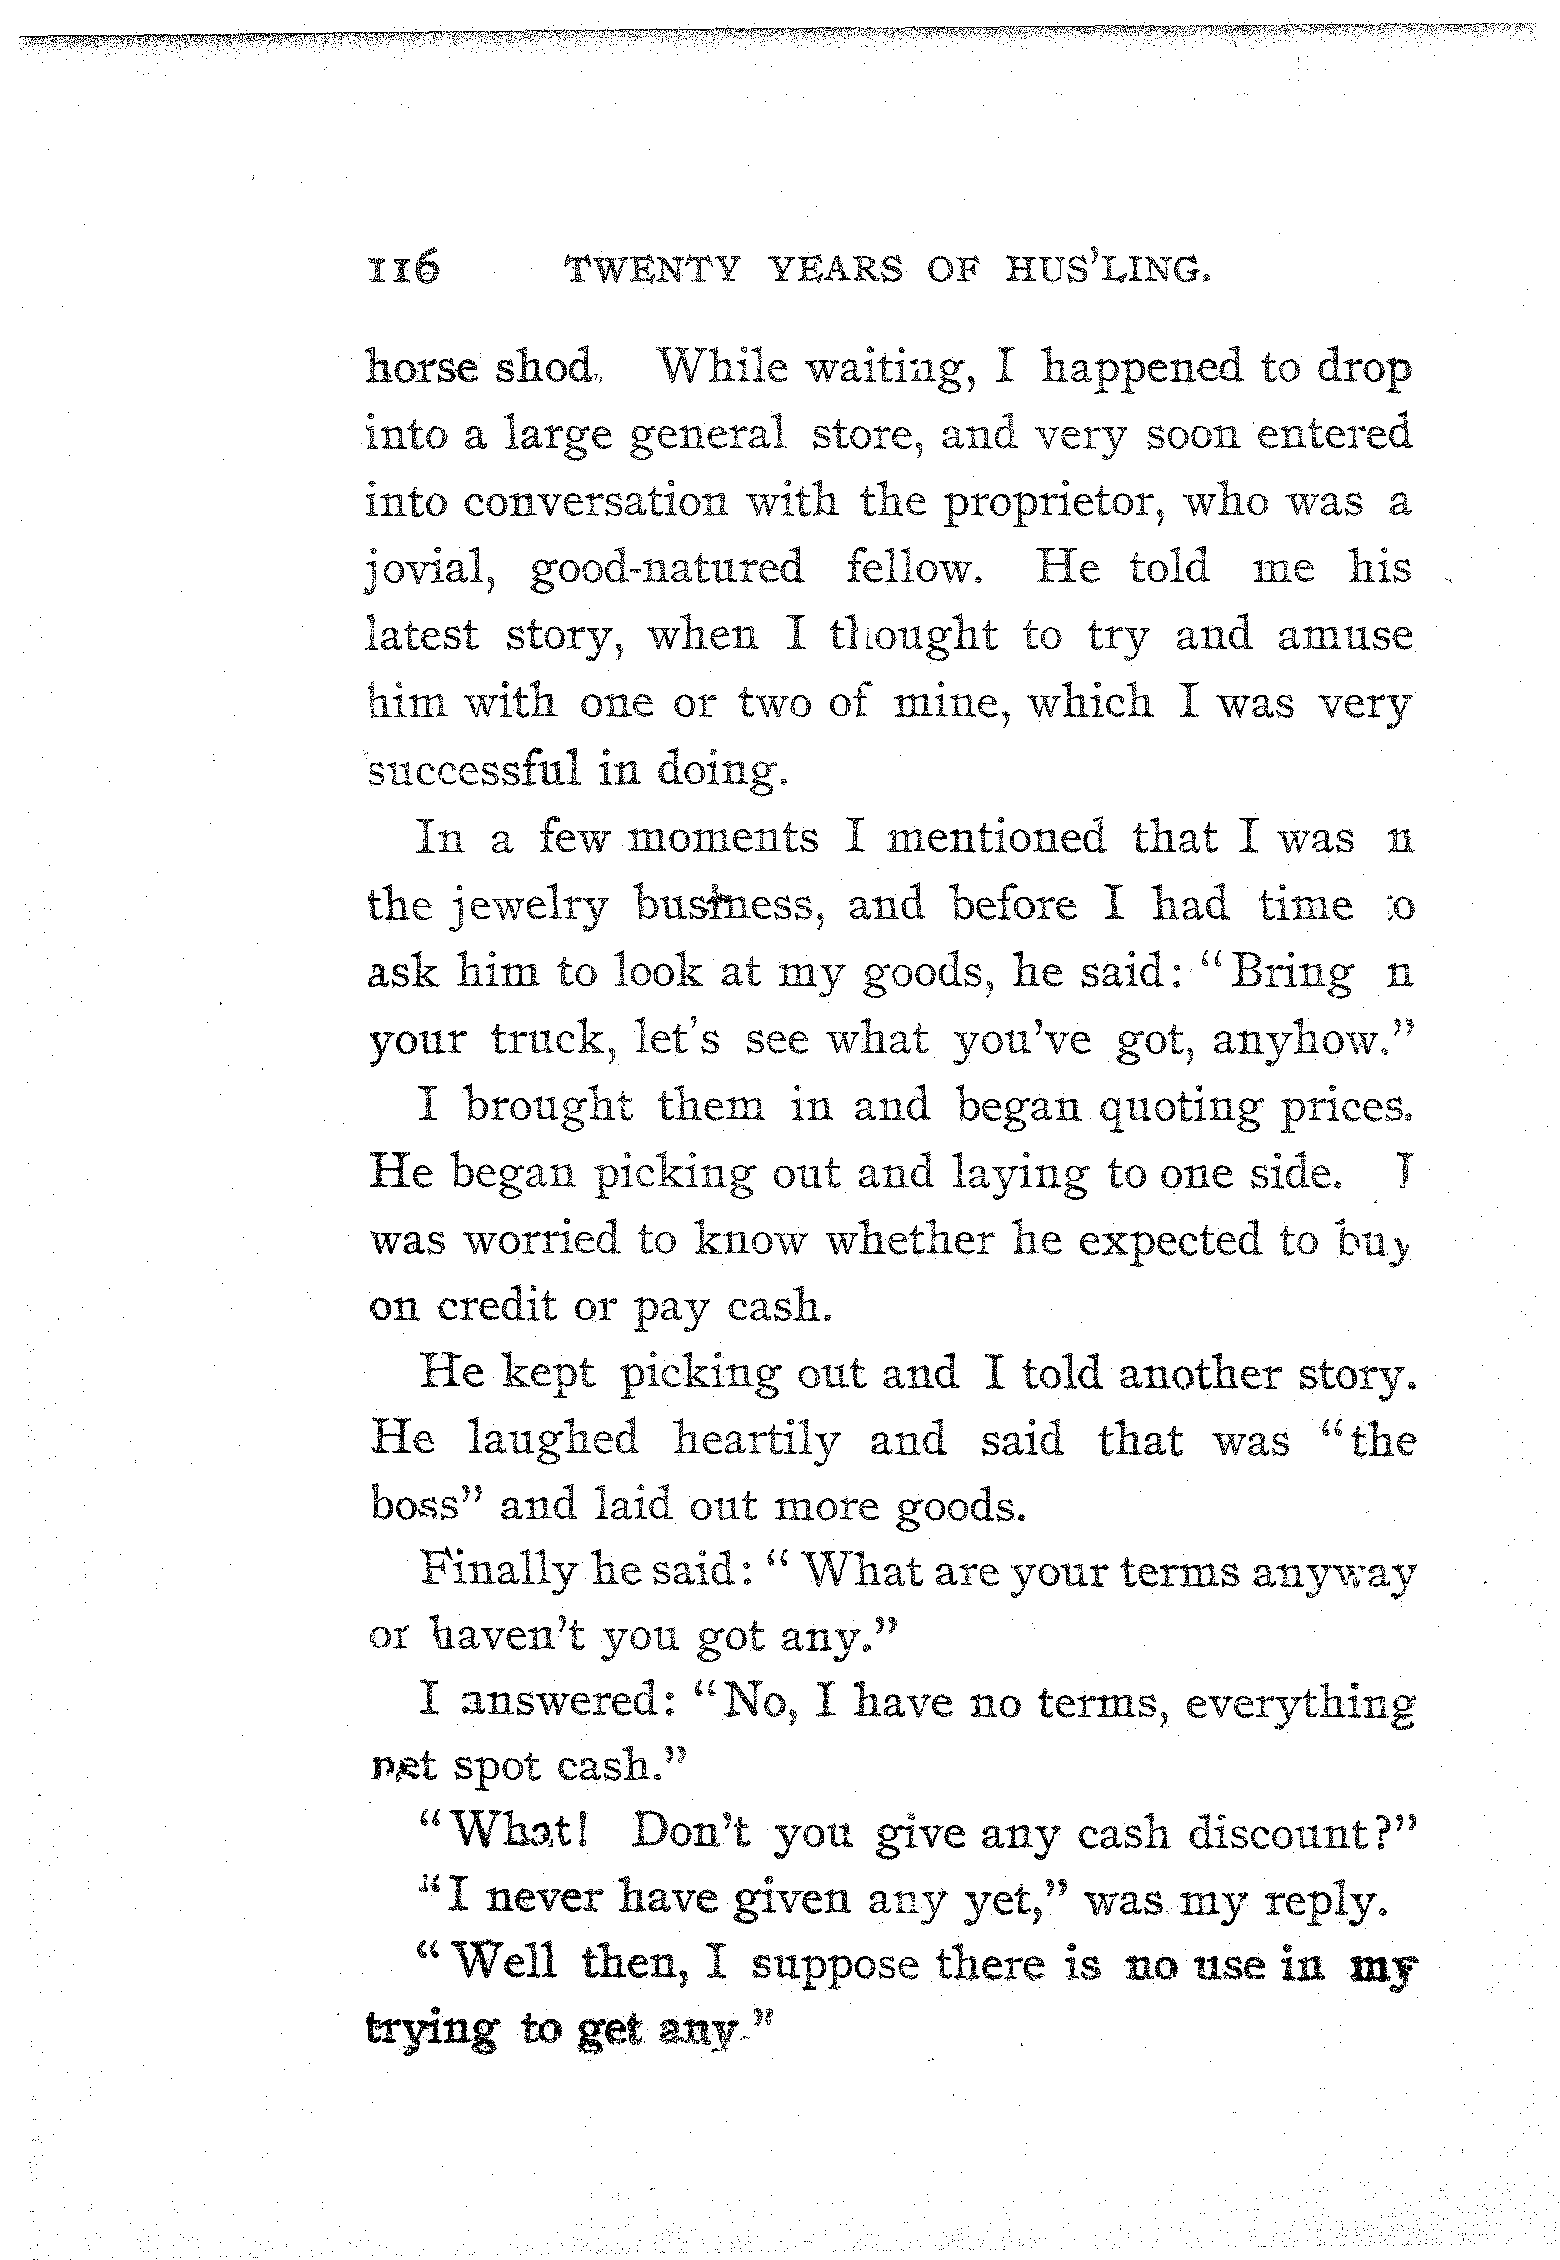 116 TWENTY YEARS OF HUS'LING.
horse shod. While waiting, I happened to drop
into a large general store, and very soon entered
into conversation with the proprietor, who was a
jovial, good-natured fellow. He told me his
latest story, when I thought to try and amuse
him with one or two of mine, which I was very
successful in doing.
In a few moments I mentioned that I was n
the jewelry business, and before I had time to
ask him to look at my goods, he said: "Bring n
your truck, let's see what you've got, anyhow."
I brought them in and began quoting prices.
He began picking out and laying to one side. I
was worried to know whether he expected to buy
on credit or pay cash.
He kept picking out and I told another story.
He laughed heartily and said that was "the
boss" and laid out more goods.
Finally he said: "What are your terms anyway
or haven't you got any."
I answered: "No, I have no terms, everything
net spot cash."
"What! Don't you give any cash discount?"
"I never have given any yet," was my reply.
"Well then, I suppose there is no use in my
trying to get any."